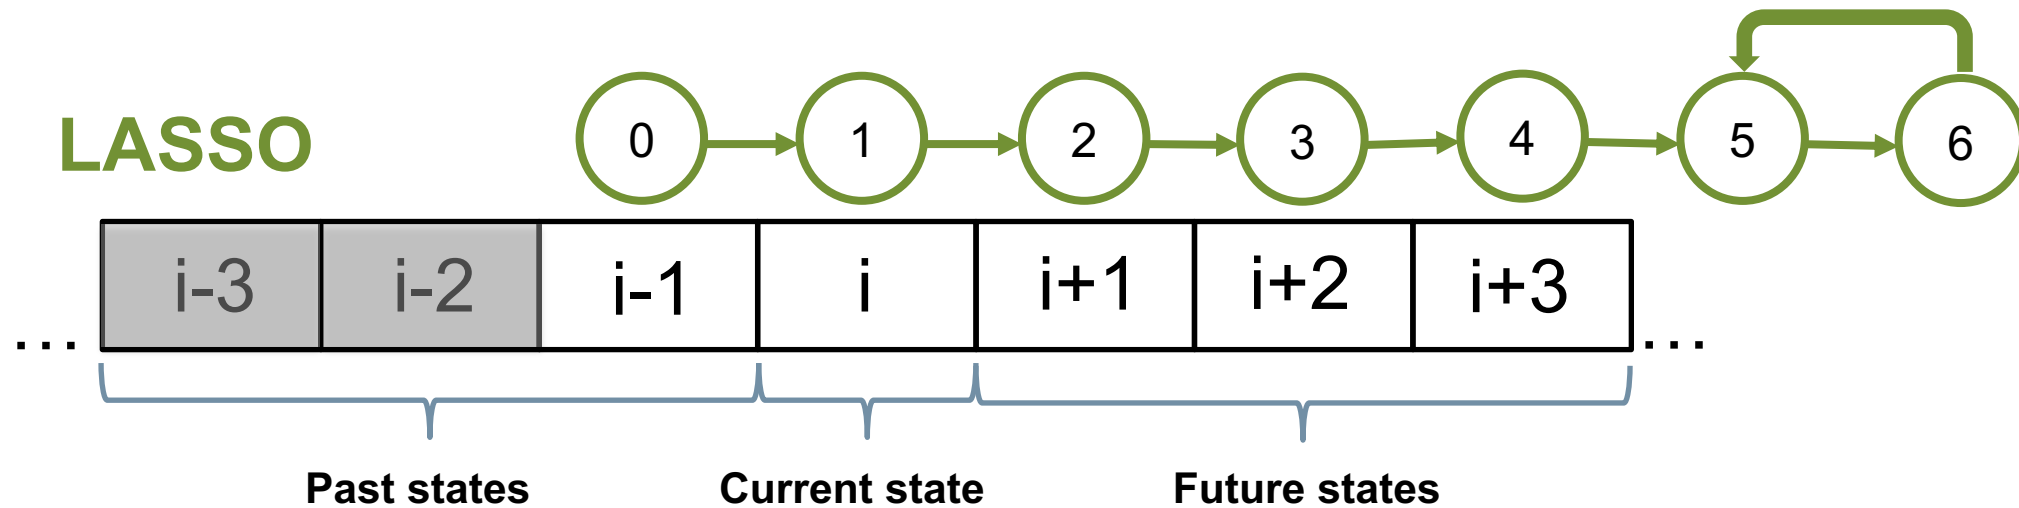 LASSO 0 1 2 3 4 5 6
... i-3 i-2 i-1 i i+1 i+2 i+3 ...
Past states Current state Future states